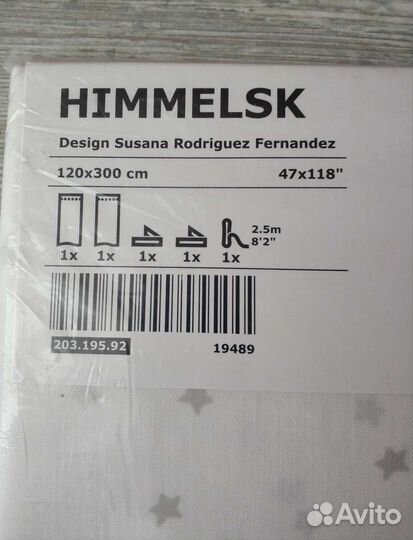 HIMMELSK
Design Susana Rodriguez Fernandez
120x300 cm 47x118"
2.5m
8'2"
1x 1x 1x 1x 1x
203.195.92 19489
Avito